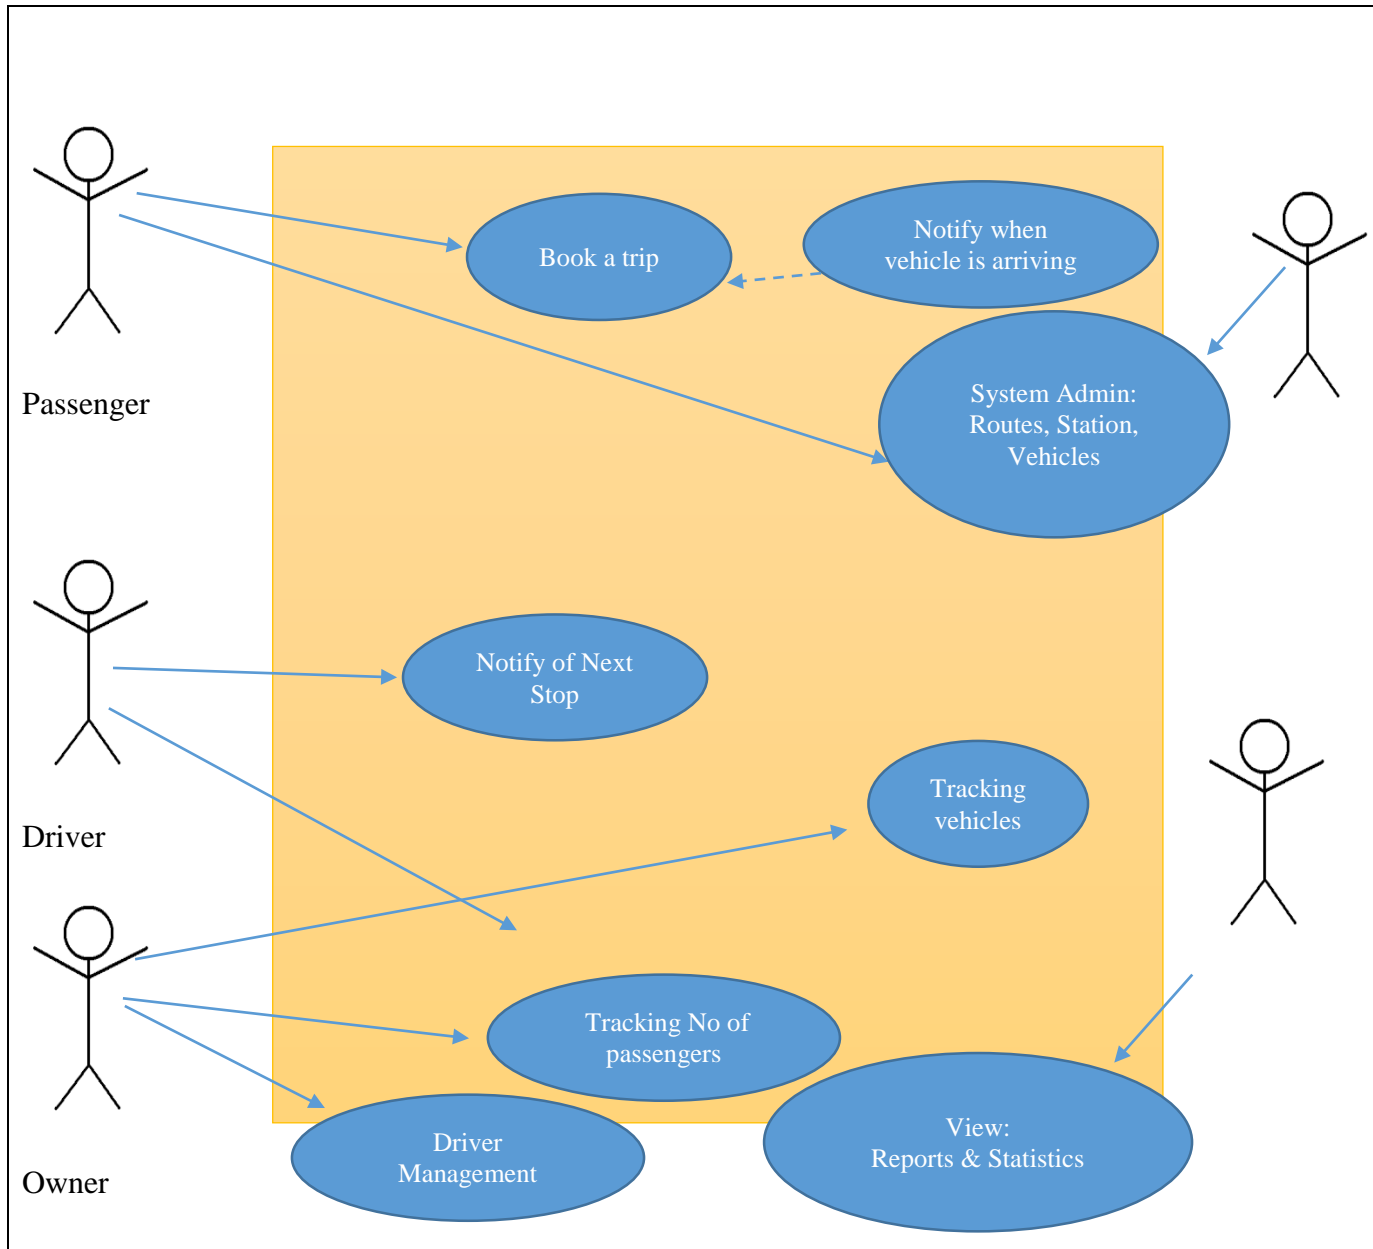 Book a trip
Notify when
vehicle is arriving
Passenger
System Admin:
Routes, Station,
Vehicles
Notify of Next
Stop
Tracking
vehicles
Driver
Tracking No of
passengers
Driver
Management
View:
Reports & Statistics
Owner